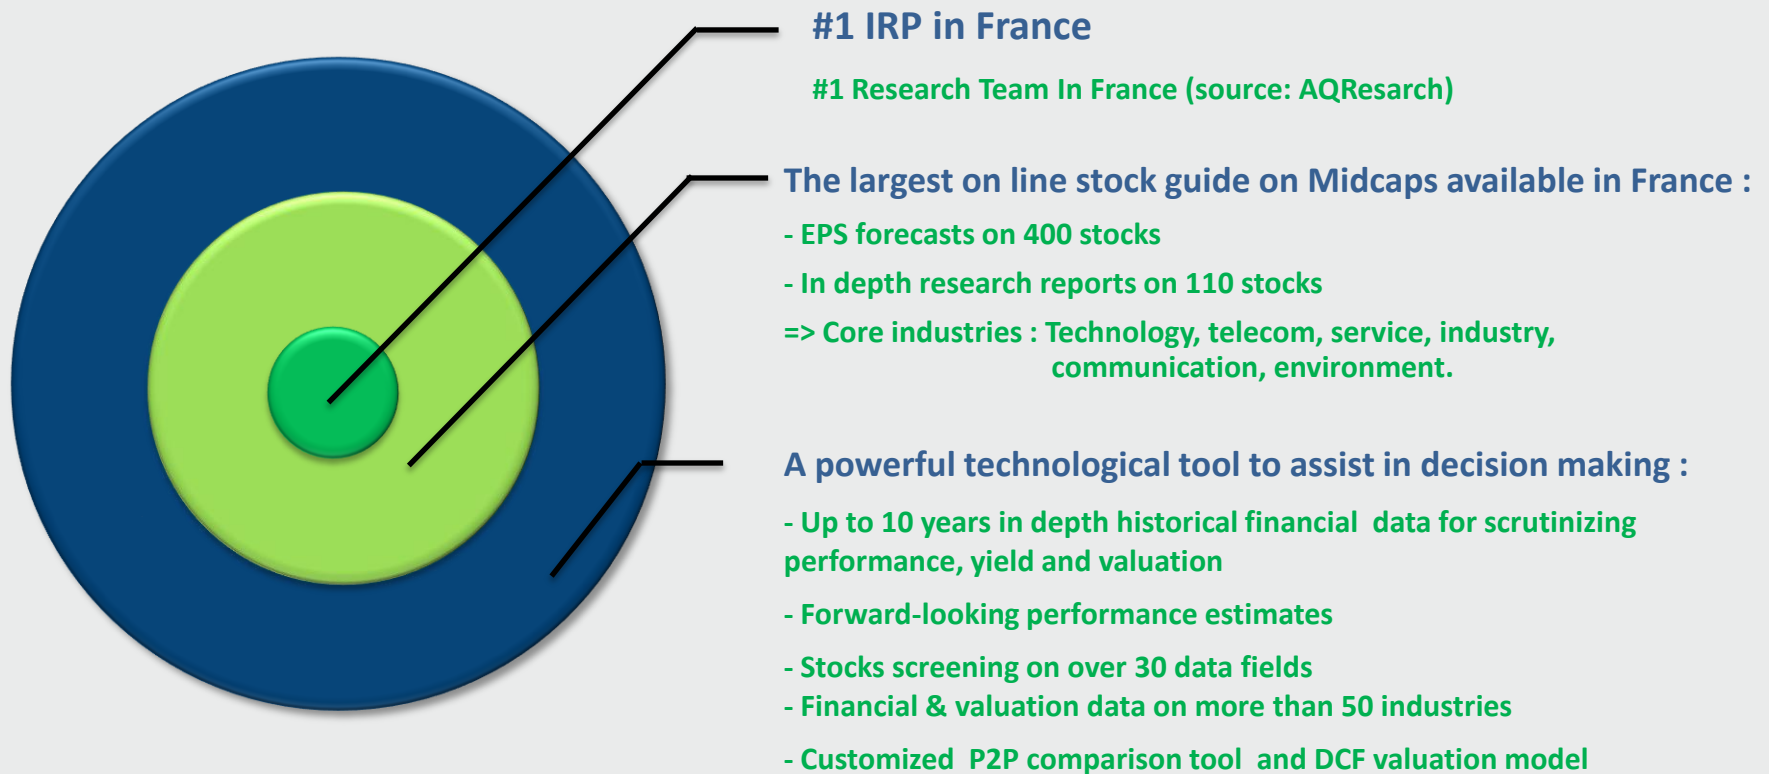 #1 IRP in France
#1 Research Team In France (source: AQResarch)
The largest on line stock guide on Midcaps available in France :
- EPS forecasts on 400 stocks
- In depth research reports on 110 stocks
=> Core industries : Technology, telecom, service, industry,
communication, environment.
A powerful technological tool to assist in decision making :
- Up to 10 years in depth historical financial data for scrutinizing
performance, yield and valuation
- Forward-looking performance estimates
- Stocks screening on over 30 data fields
- Financial & valuation data on more than 50 industries
- Customized P2P comparison tool and DCF valuation model